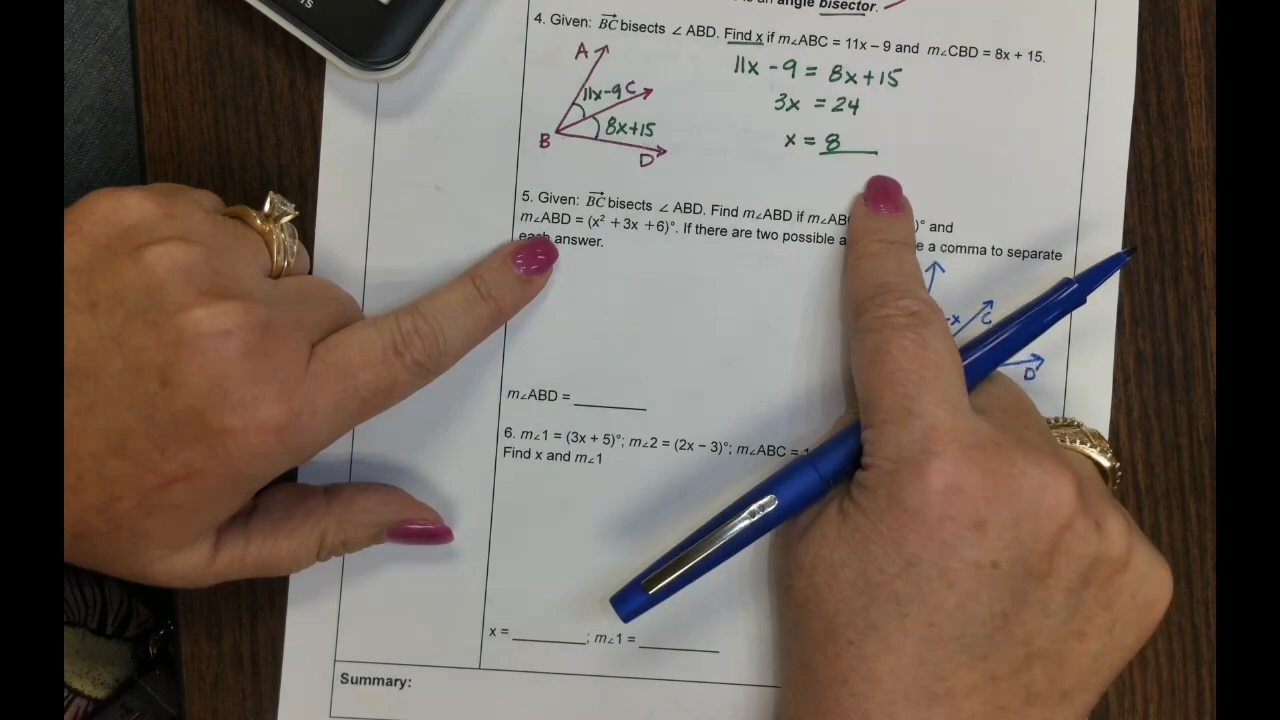 angle bisector.
4. Given: BC bisects ∠ ABD. Find x if m∠ABC = 11x – 9 and m∠CBD = 8x + 15.
A
11x-9
C
8x+15
B
D
11x - 9 = 8x+15
3x = 24
x = 8
5. Given: BC bisects ∠ ABD. Find m∠ABD if )° and
m∠ABD = (x² + 3x + 6)°. If there are two possible a comma to separate
answer.
C
D
m∠ABD =
6. m∠1 = (3x + 5)°; m∠2 = (2x – 3)°; m∠ABC =
Find x and m∠1
x = ; m∠1 =
Summary: